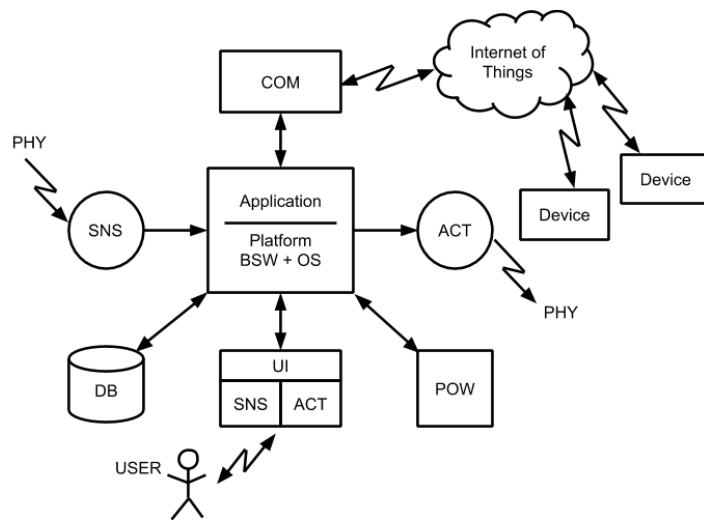 Internet of
Things
COM
PHY
Device
Application
Device
SNS
Platform
BSW + OS
ACT
PHY
UI
DB
SNS
ACT
POW
USER